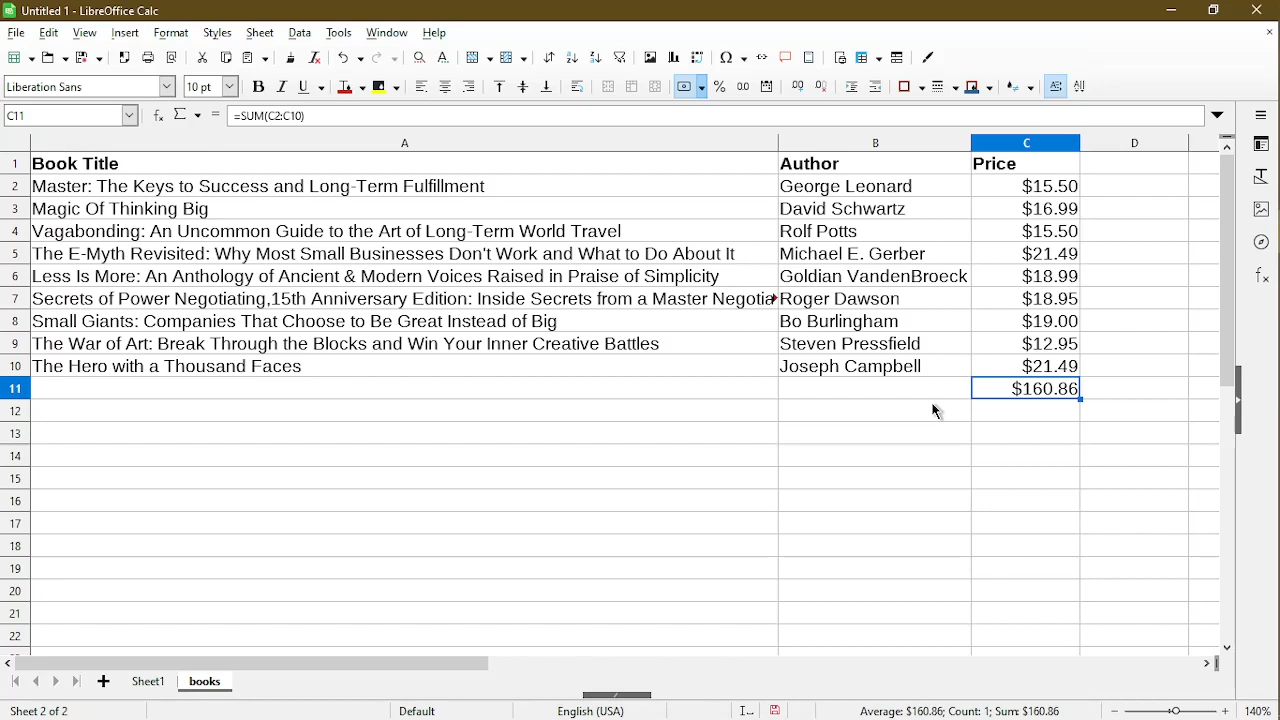 Untitled 1 - LibreOffice Calc
File Edit View Insert Format Styles Sheet Data Tools Window Help
Liberation Sans 10 pt
C11 =SUM(C2:C10)
A B C D
1 Book Title Author Price
2 Master: The Keys to Success and Long-Term Fulfillment George Leonard $15.50
3 Magic Of Thinking Big David Schwartz $16.99
4 Vagabonding: An Uncommon Guide to the Art of Long-Term World Travel Rolf Potts $15.50
5 The E-Myth Revisited: Why Most Small Businesses Don't Work and What to Do About It Michael E. Gerber $21.49
6 Less Is More: An Anthology of Ancient & Modern Voices Raised in Praise of Simplicity Goldian VandenBroeck $18.99
7 Secrets of Power Negotiating,15th Anniversary Edition: Inside Secrets from a Master Negotia Roger Dawson $18.95
8 Small Giants: Companies That Choose to Be Great Instead of Big Bo Burlingham $19.00
9 The War of Art: Break Through the Blocks and Win Your Inner Creative Battles Steven Pressfield $12.95
10 The Hero with a Thousand Faces Joseph Campbell $21.49
11 $160.86
12
13
14
15
16
17
18
19
20
21
22
Sheet1 books
Sheet 2 of 2 Default English (USA) Average: $160.86; Count: 1; Sum: $160.86 140%